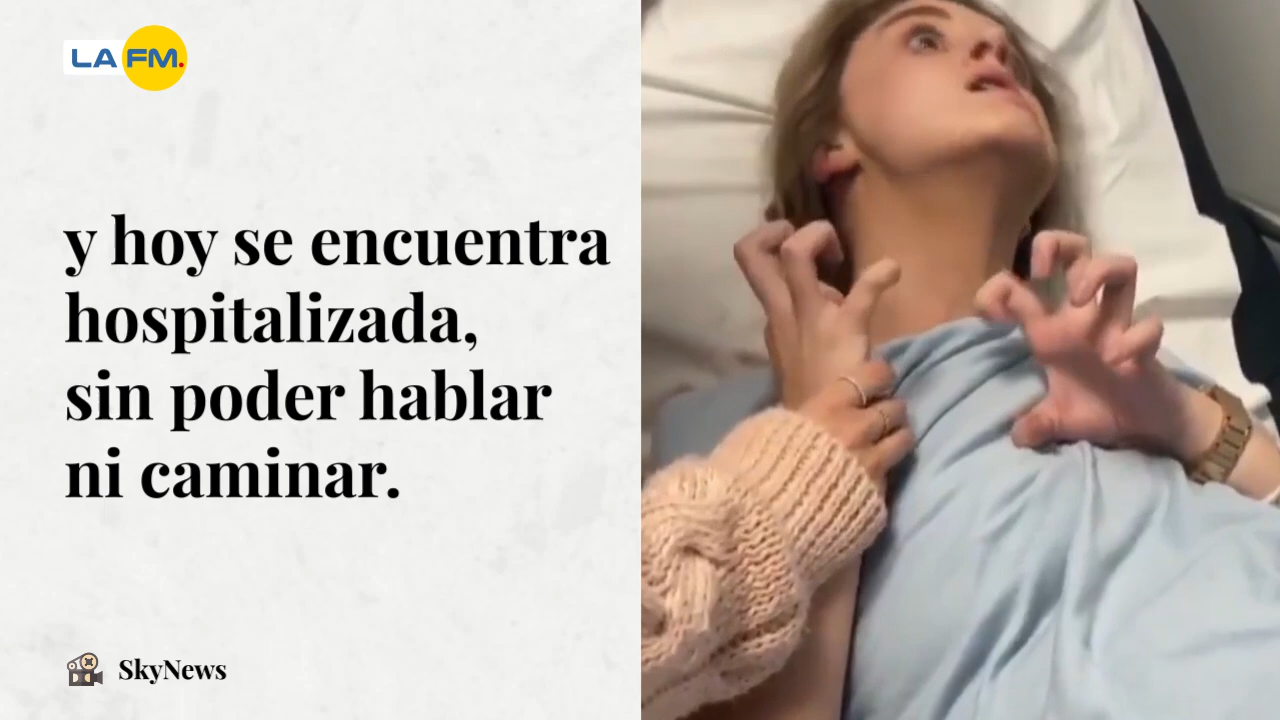 LA FM.
y hoy se encuentra
hospitalizada,
sin poder hablar
ni caminar.
SkyNews